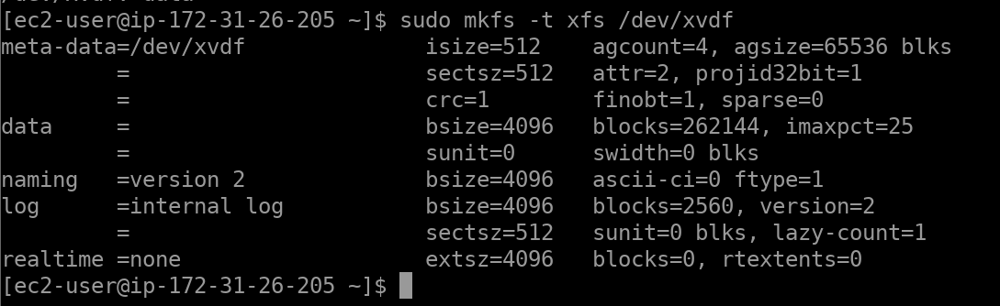 [ec2-user@ip-172-31-26-205 ~]$ sudo mkfs -t xfs /dev/xvdf
meta-data=/dev/xvdf              isize=512    agcount=4, agsize=65536 blks
         =                       sectsz=512   attr=2, projid32bit=1
         =                       crc=1        finobt=1, sparse=0
data     =                       bsize=4096   blocks=262144, imaxpct=25
         =                       sunit=0      swidth=0 blks
naming   =version 2              bsize=4096   ascii-ci=0 ftype=1
log      =internal log           bsize=4096   blocks=2560, version=2
         =                       sectsz=512   sunit=0 blks, lazy-count=1
realtime =none                   extsz=4096   blocks=0, rtextents=0
[ec2-user@ip-172-31-26-205 ~]$